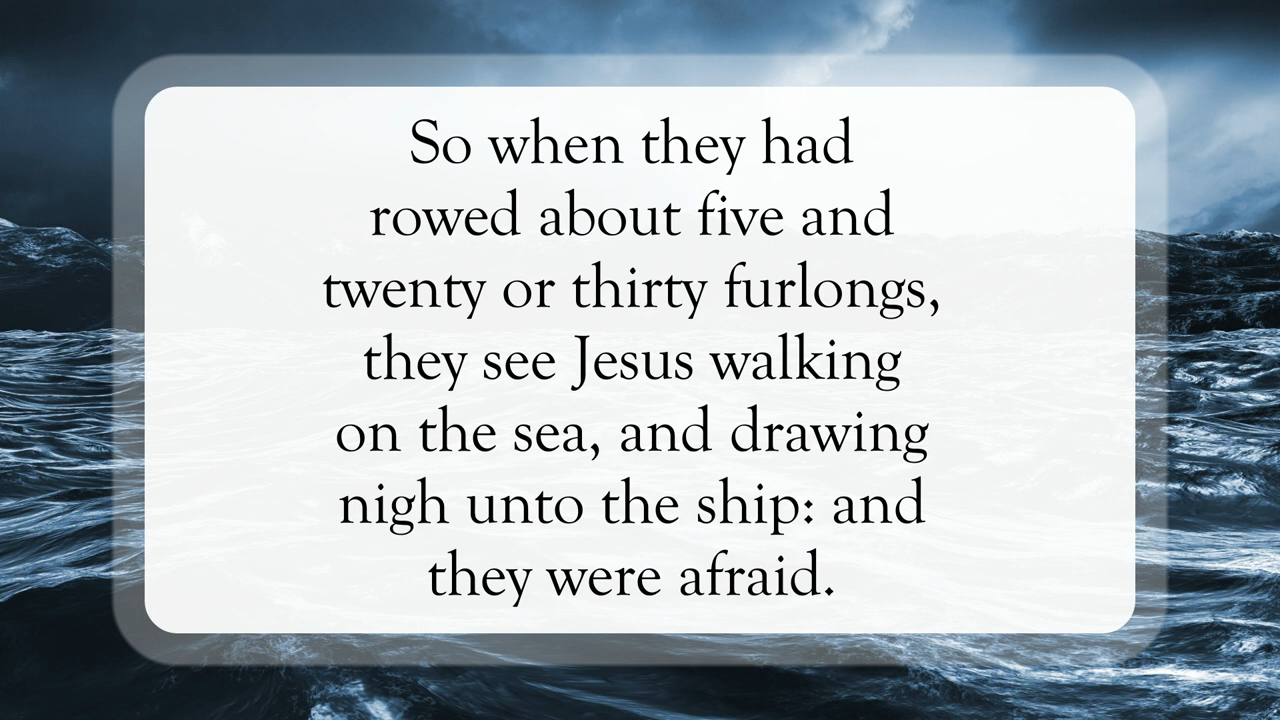 So when they had
rowed about five and
twenty or thirty furlongs,
they see Jesus walking
on the sea, and drawing
nigh unto the ship: and
they were afraid.